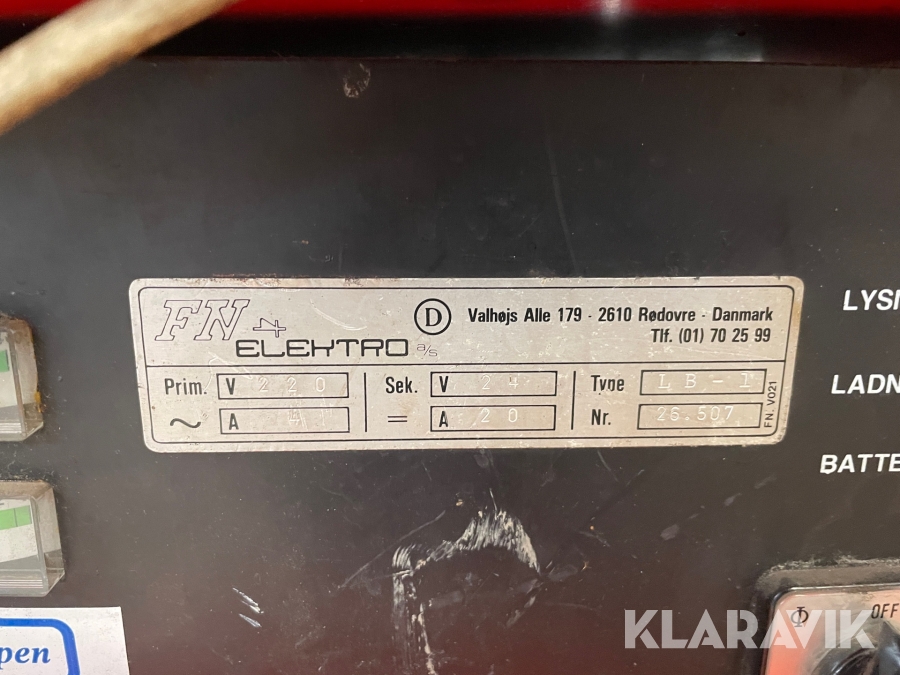 FN
ELEKTRO a/s
D
Valhøjs Alle 179 - 2610 Rødovre - Danmark
Tlf. (01) 70 25 99
Prim. V 220
~ A 4
Sek. V 24
= A 20
Type LB-1
Nr. 26.507
FN. V021
LYSN
LADN
BATTE
OFF
pen
KLARAVIK